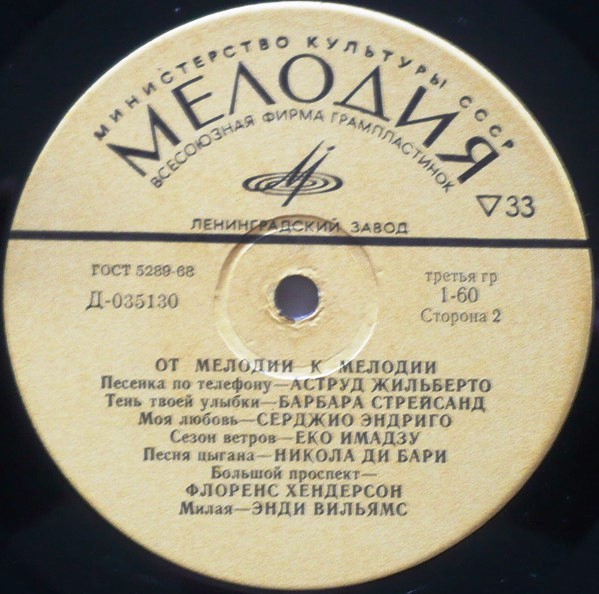 МИНИСТЕРСТВО КУЛЬТУРЫ СССР
МЕЛОДИЯ
ВСЕСОЮЗНАЯ ФИРМА ГРАМПЛАСТИНОК
33
ЛЕНИНГРАДСКИЙ ЗАВОД
ГОСТ 5289-68
третья гр
Д-035130
1-60
Сторона 2
ОТ МЕЛОДИИ К МЕЛОДИИ
Песенка по телефону—АСТРУД ЖИЛЬБЕРТО
Тень твоей улыбки—БАРБАРА СТРЕЙСАНД
Моя любовь—СЕРДЖИО ЭНДРИГО
Сезон ветров—ЕКО ИМАДЗУ
Песня цыгана—НИКОЛА ДИ БАРИ
Большой проспект—
ФЛОРЕНС ХЕНДЕРСОН
Милая—ЭНДИ ВИЛЬЯМС